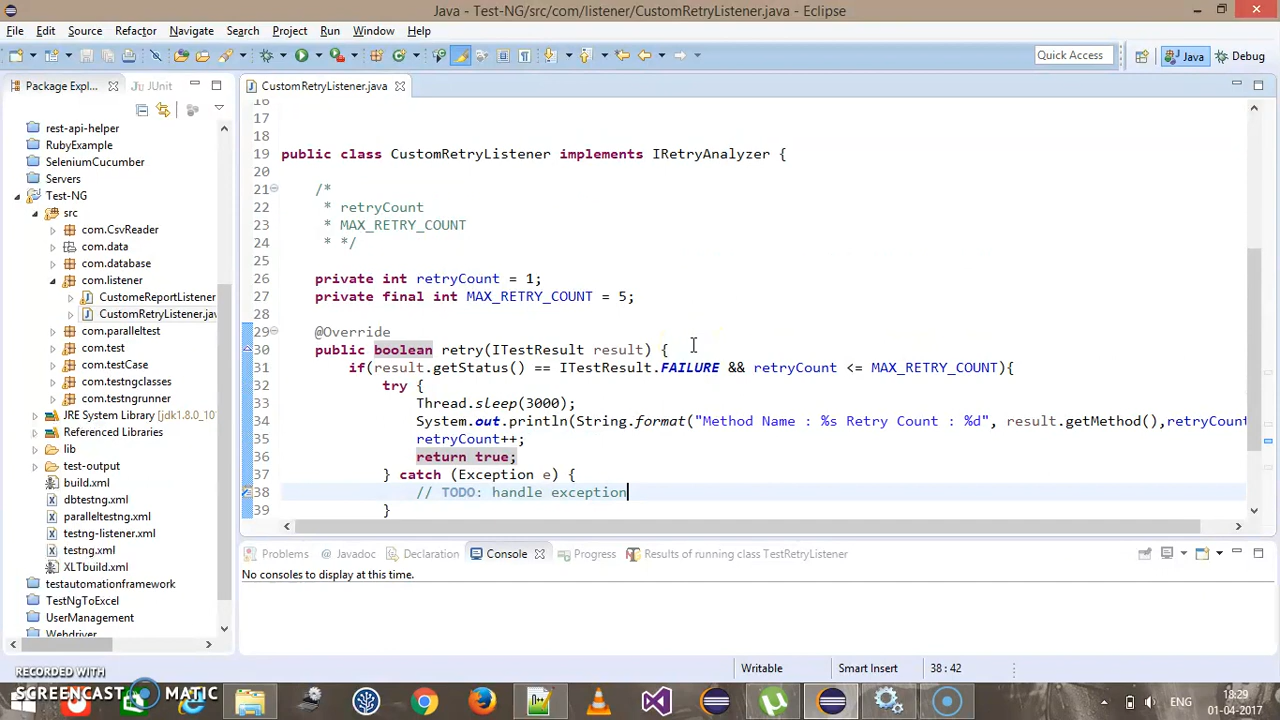 Java - Test-NG/src/com/listener/CustomRetryListener.java - Eclipse
File Edit Source Refactor Navigate Search Project Run Window Help
Quick Access Java Debug
Package Expl... JUnit
CustomRetryListener.java
rest-api-helper
RubyExample
SeleniumCucumber
Servers
Test-NG
src
com.CsvReader
com.data
com.database
com.listener
CustomeReportListener
CustomRetryListener.jav
com.paralleltest
com.test
com.testCase
com.testngclasses
com.testngrunner
JRE System Library [jdk1.8.0_10
Referenced Libraries
lib
test-output
build.xml
dbtestng.xml
paralleltestng.xml
testng-listener.xml
testng.xml
XLTbuild.xml
testautomationframework
TestNgToExcel
UserManagement
Webdriver
16
17
18
19 public class CustomRetryListener implements IRetryAnalyzer {
20
21 /*
22 * retryCount
23 * MAX_RETRY_COUNT
24 * */
25
26 private int retryCount = 1;
27 private final int MAX_RETRY_COUNT = 5;
28
29 @Override
30 public boolean retry(ITestResult result) {
31 if(result.getStatus() == ITestResult.FAILURE && retryCount <= MAX_RETRY_COUNT){
32 try {
33 Thread.sleep(3000);
34 System.out.println(String.format("Method Name : %s Retry Count : %d", result.getMethod(),retryCount
35 retryCount++;
36 return true;
37 } catch (Exception e) {
38 // TODO: handle exception
39 }
Problems Javadoc Declaration Console Progress Results of running class TestRetryListener
No consoles to display at this time.
Writable Smart Insert 38 : 42
RECORDED WITH
SCREENCAST MATIC
ENG
18:29
01-04-2017